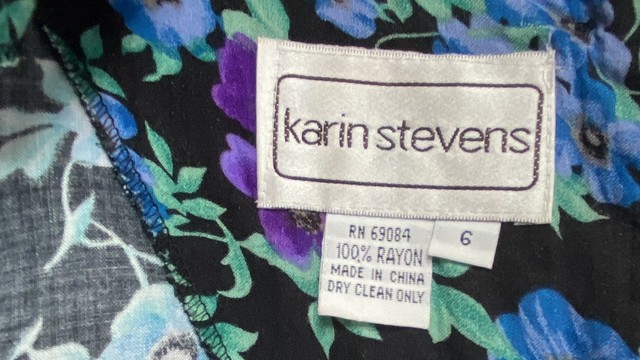 karin stevens
RN 69084
100% RAYON
MADE IN CHINA
DRY CLEAN ONLY
6